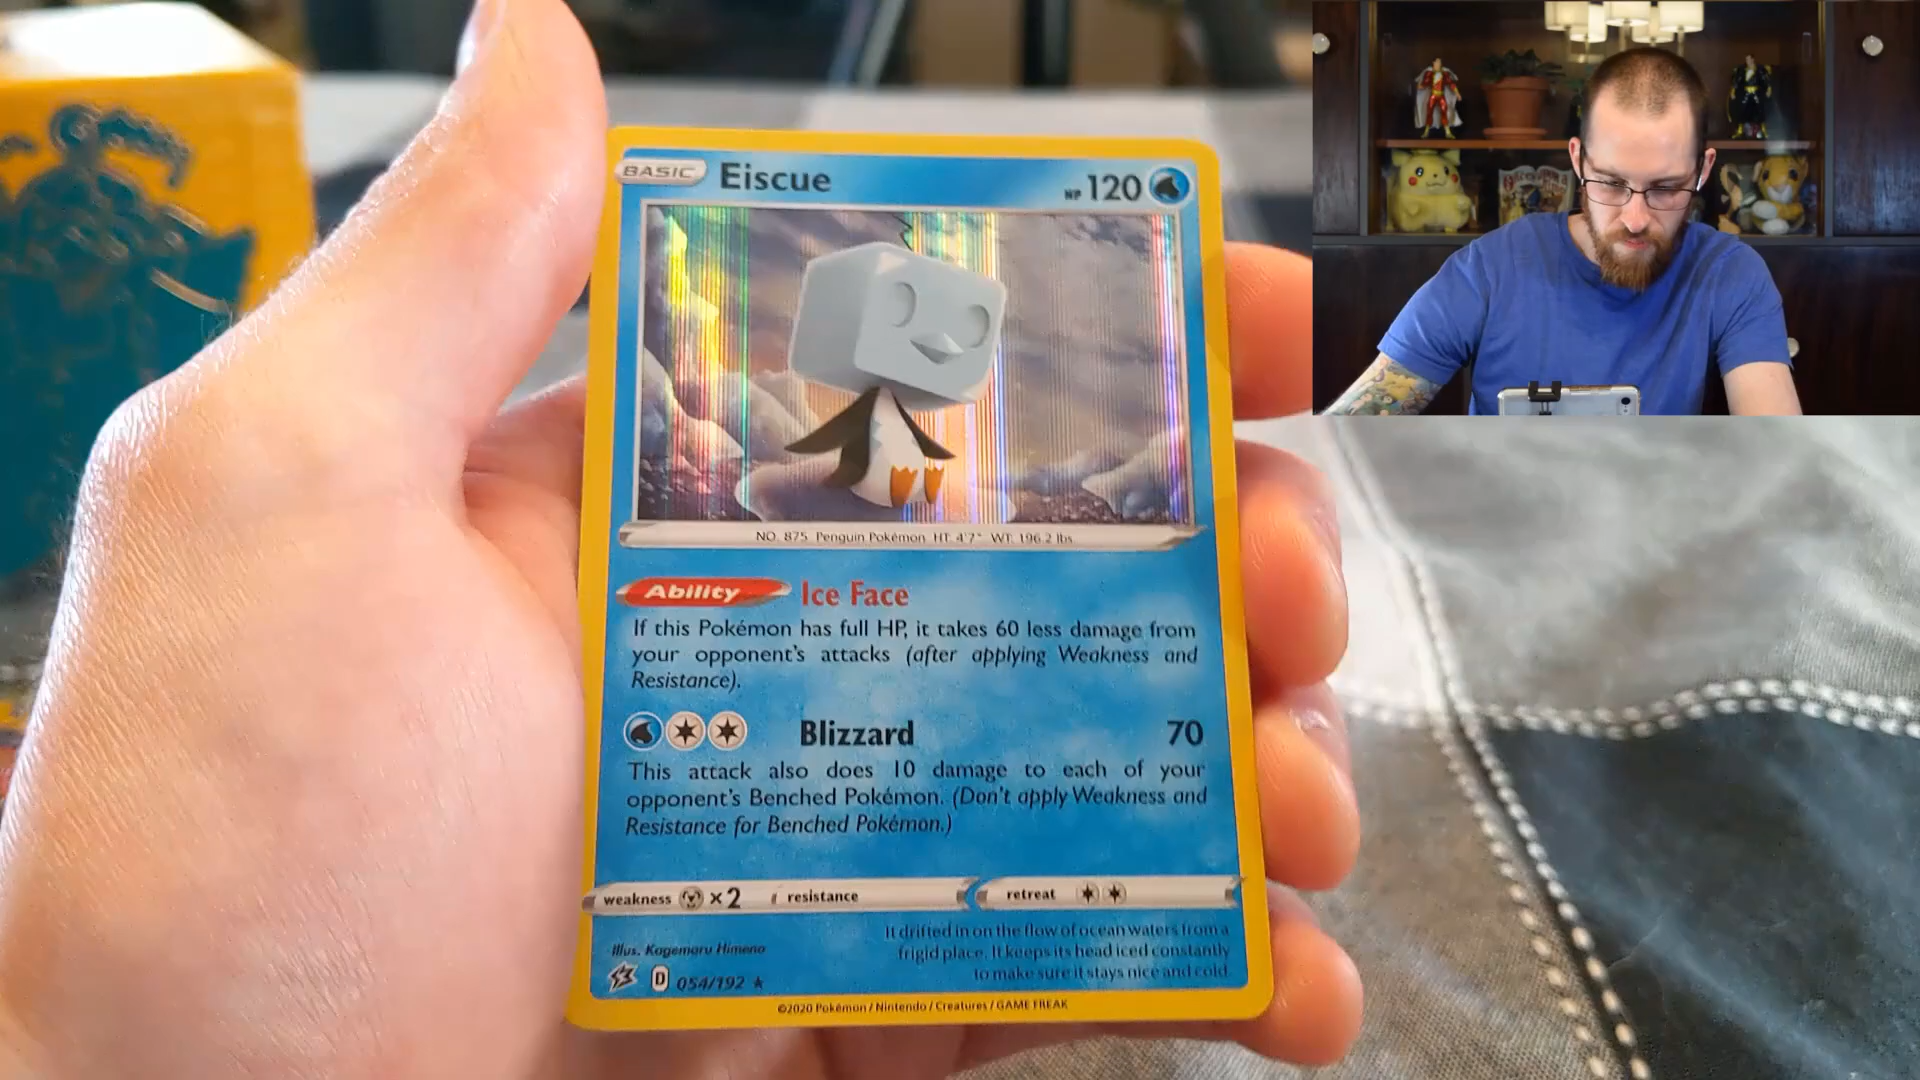 BASIC Eiscue HP 120
NO. 875 Penguin Pokémon HT: 4'7" WT: 196.2 lbs
Ability Ice Face
If this Pokémon has full HP, it takes 60 less damage from
your opponent's attacks (after applying Weakness and
Resistance).
Blizzard 70
This attack also does 10 damage to each of your
opponent's Benched Pokémon. (Don't apply Weakness and
Resistance for Benched Pokémon.)
weakness ×2 resistance retreat
Illus. Kagemaru Himeno
It drifted in on the flow of ocean waters from a
frigid place. It keeps its head iced constantly
to make sure it stays nice and cold.
D 054/192 ★
©2020 Pokémon / Nintendo / Creatures / GAME FREAK